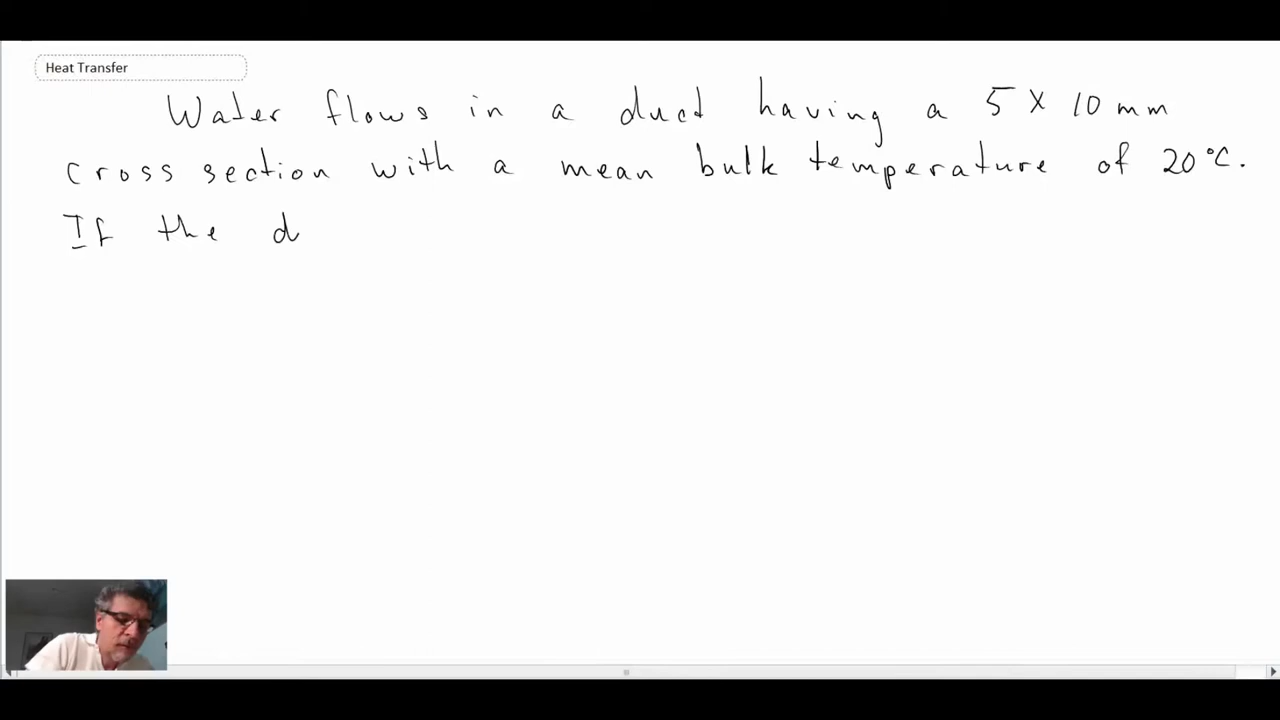 Heat Transfer
Water flows in a duct having a 5 X 10 mm
cross section with a mean bulk temperature of 20°C.
If the d